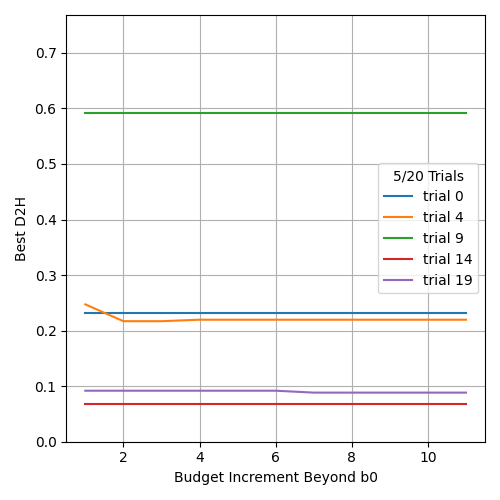 0.7
0.6
0.5
0.4
0.3
0.2
0.1
0.0
Best D2H
5/20 Trials
trial 0
trial 4
trial 9
trial 14
trial 19
2 4 6 8 10
Budget Increment Beyond b0